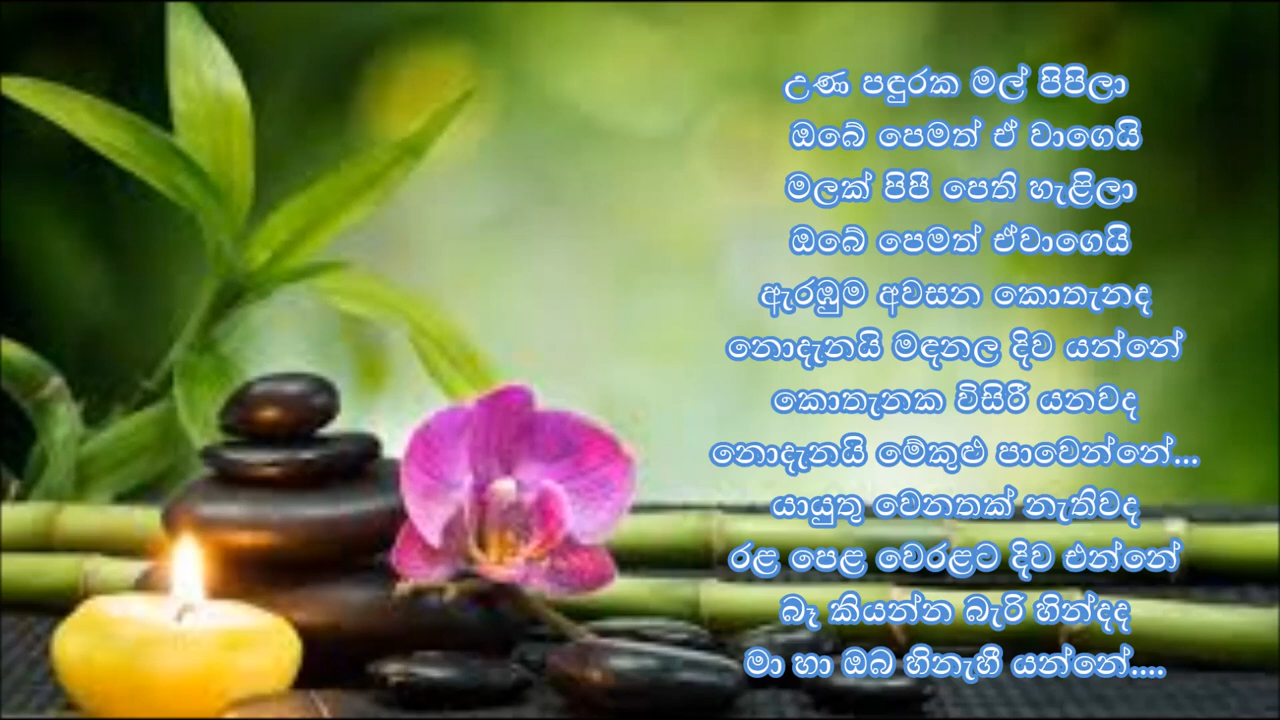 උණ පඳුරක මල් පිපිලා
ඔබේ පෙමත් ඒ වාගෙයි
මලක් පිපී පෙති හැළිලා
ඔබේ පෙමත් ඒවාගෙයි
ඇරඹුම අවසන කොතැනද
නොදැනයි මඳනල දිව යන්නේ
කොතැනක විසිරී යනවද
නොදැනයි මේකුළු පාවෙන්නේ...
යායුතු වෙනතක් නැතිවද
රළ පෙළ වෙරළට දිව එන්නේ
බෑ කියන්න බැරි හින්දද
මා හා ඔබ හිනැහී යන්නේ....